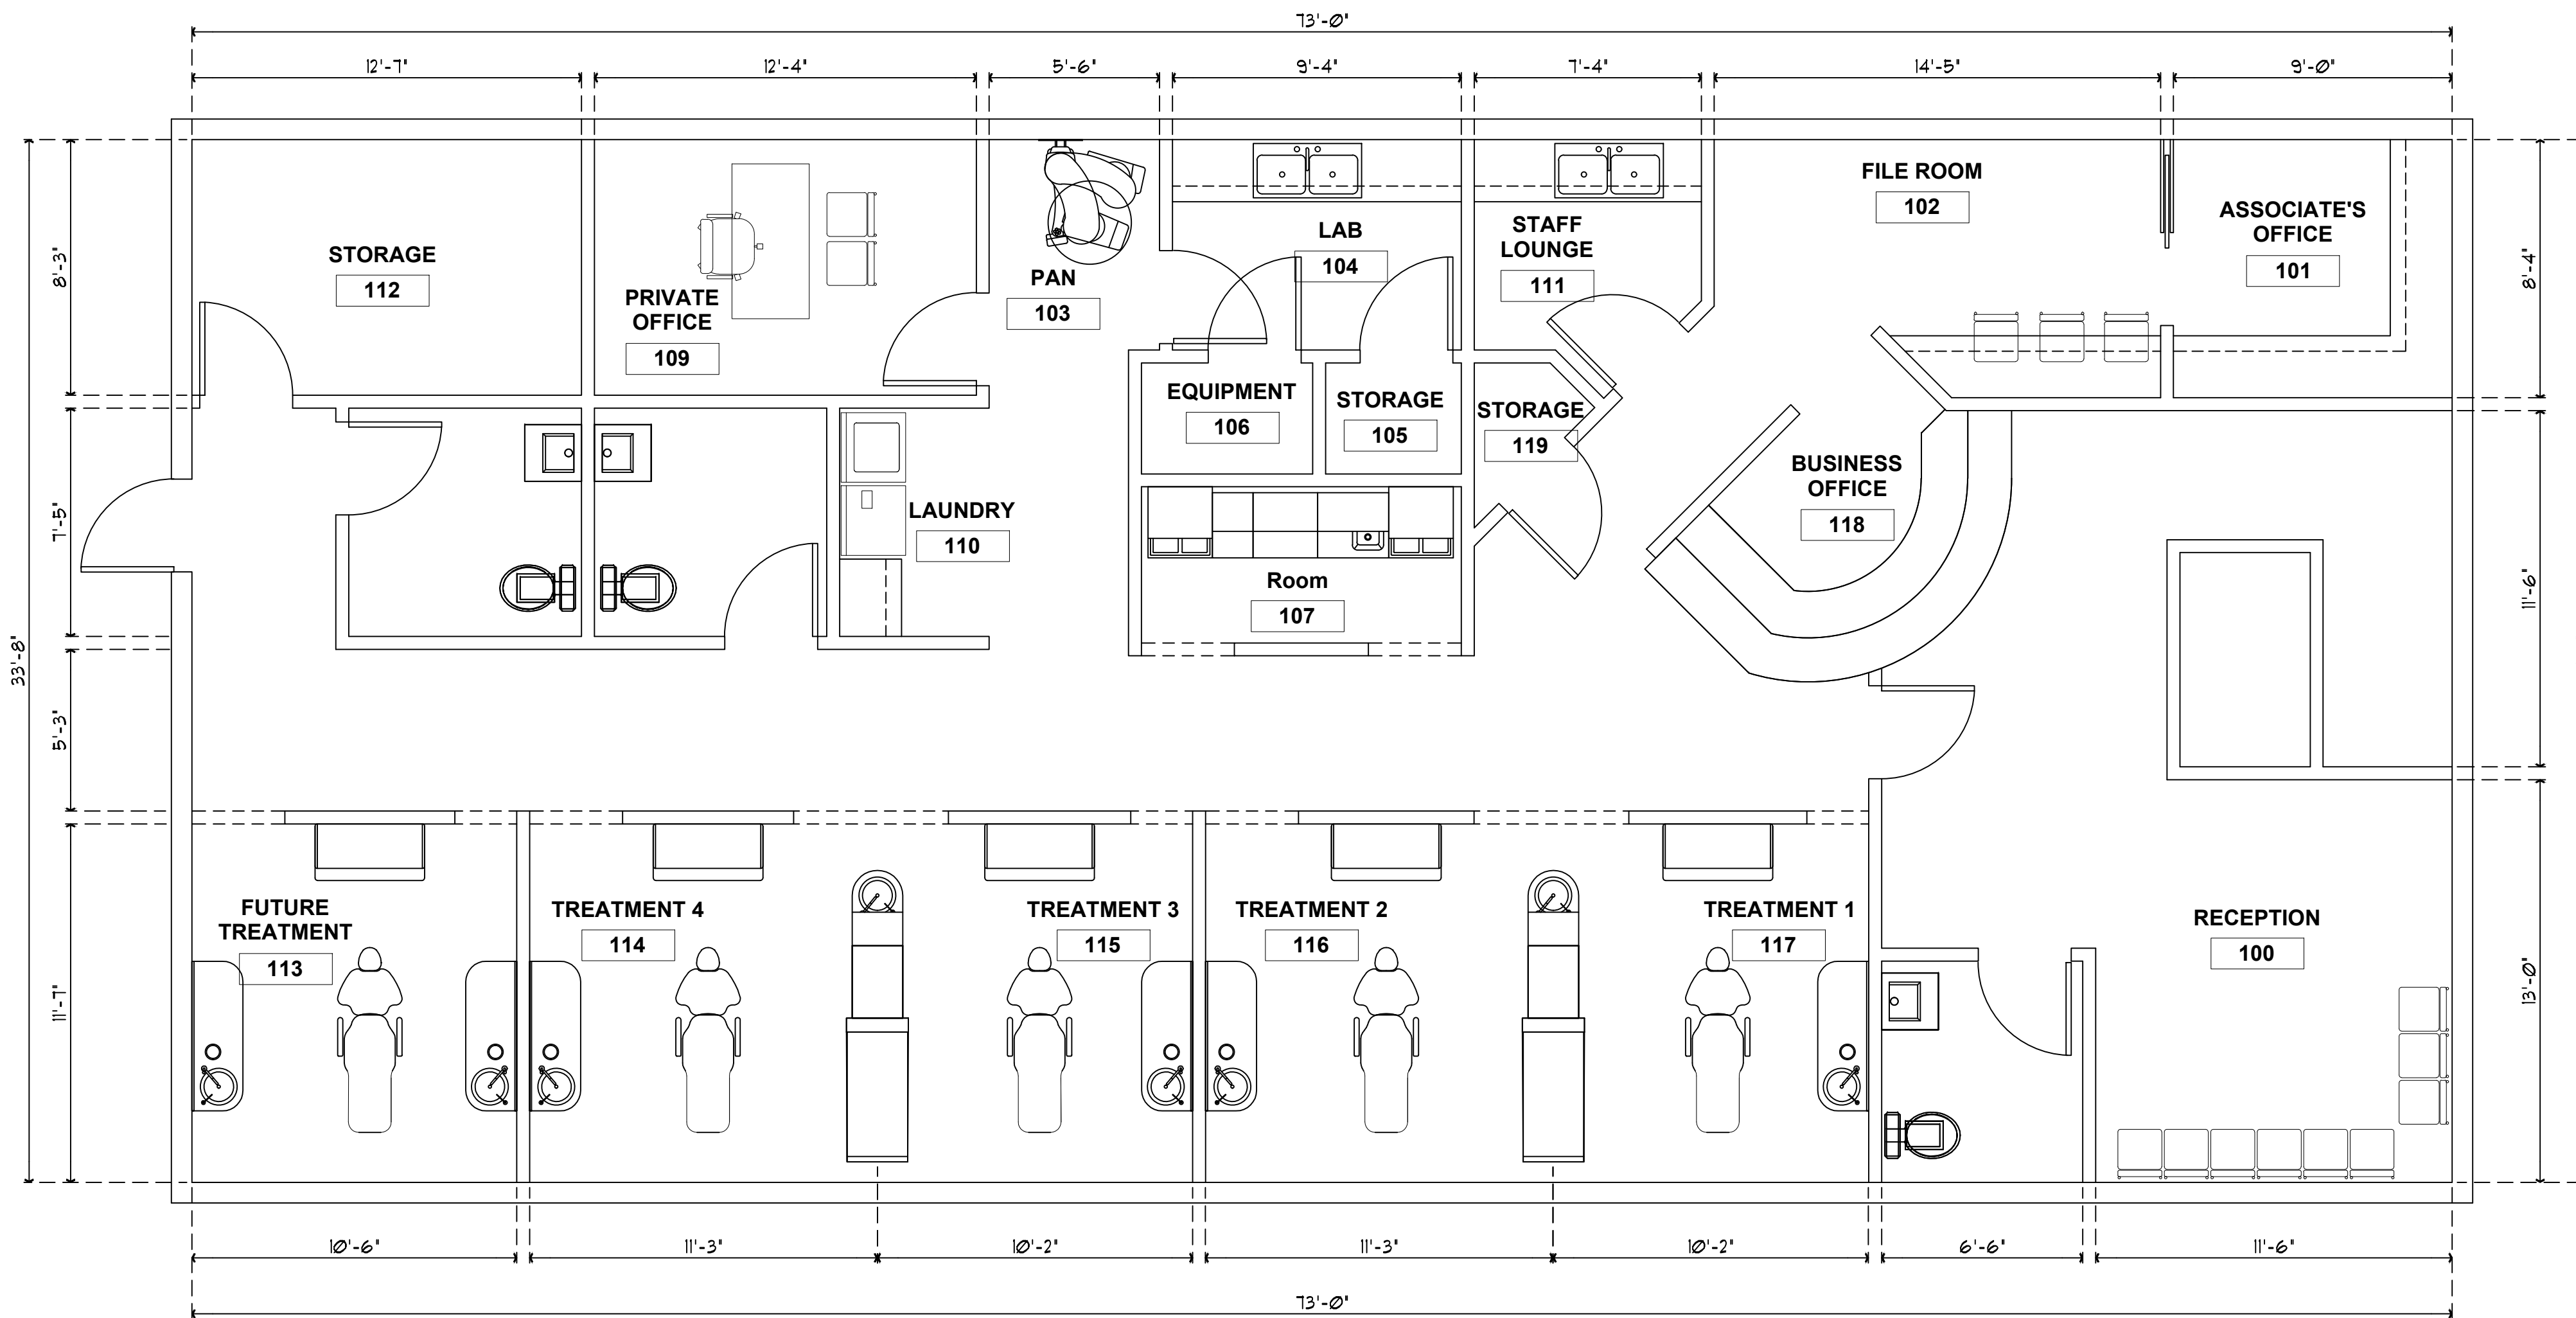 73'-0"
12'-7" 12'-4" 5'-6" 9'-4" 7'-4" 14'-5" 9'-0"
FILE ROOM
102
ASSOCIATE'S
OFFICE
101
STAFF
LOUNGE
111
LAB
104
STORAGE
112
PAN
103
PRIVATE
OFFICE
109
8'-3"
8'-4"
EQUIPMENT
106
STORAGE
105
STORAGE
119
BUSINESS
OFFICE
118
LAUNDRY
110
7'-5"
11'-6"
Room
107
33'-8"
5'-3"
FUTURE
TREATMENT
113
TREATMENT 4
114
TREATMENT 3
115
TREATMENT 2
116
TREATMENT 1
117
RECEPTION
100
11'-7"
13'-0"
10'-6" 11'-3" 10'-2" 11'-3" 10'-2" 6'-6" 11'-6"
73'-0"